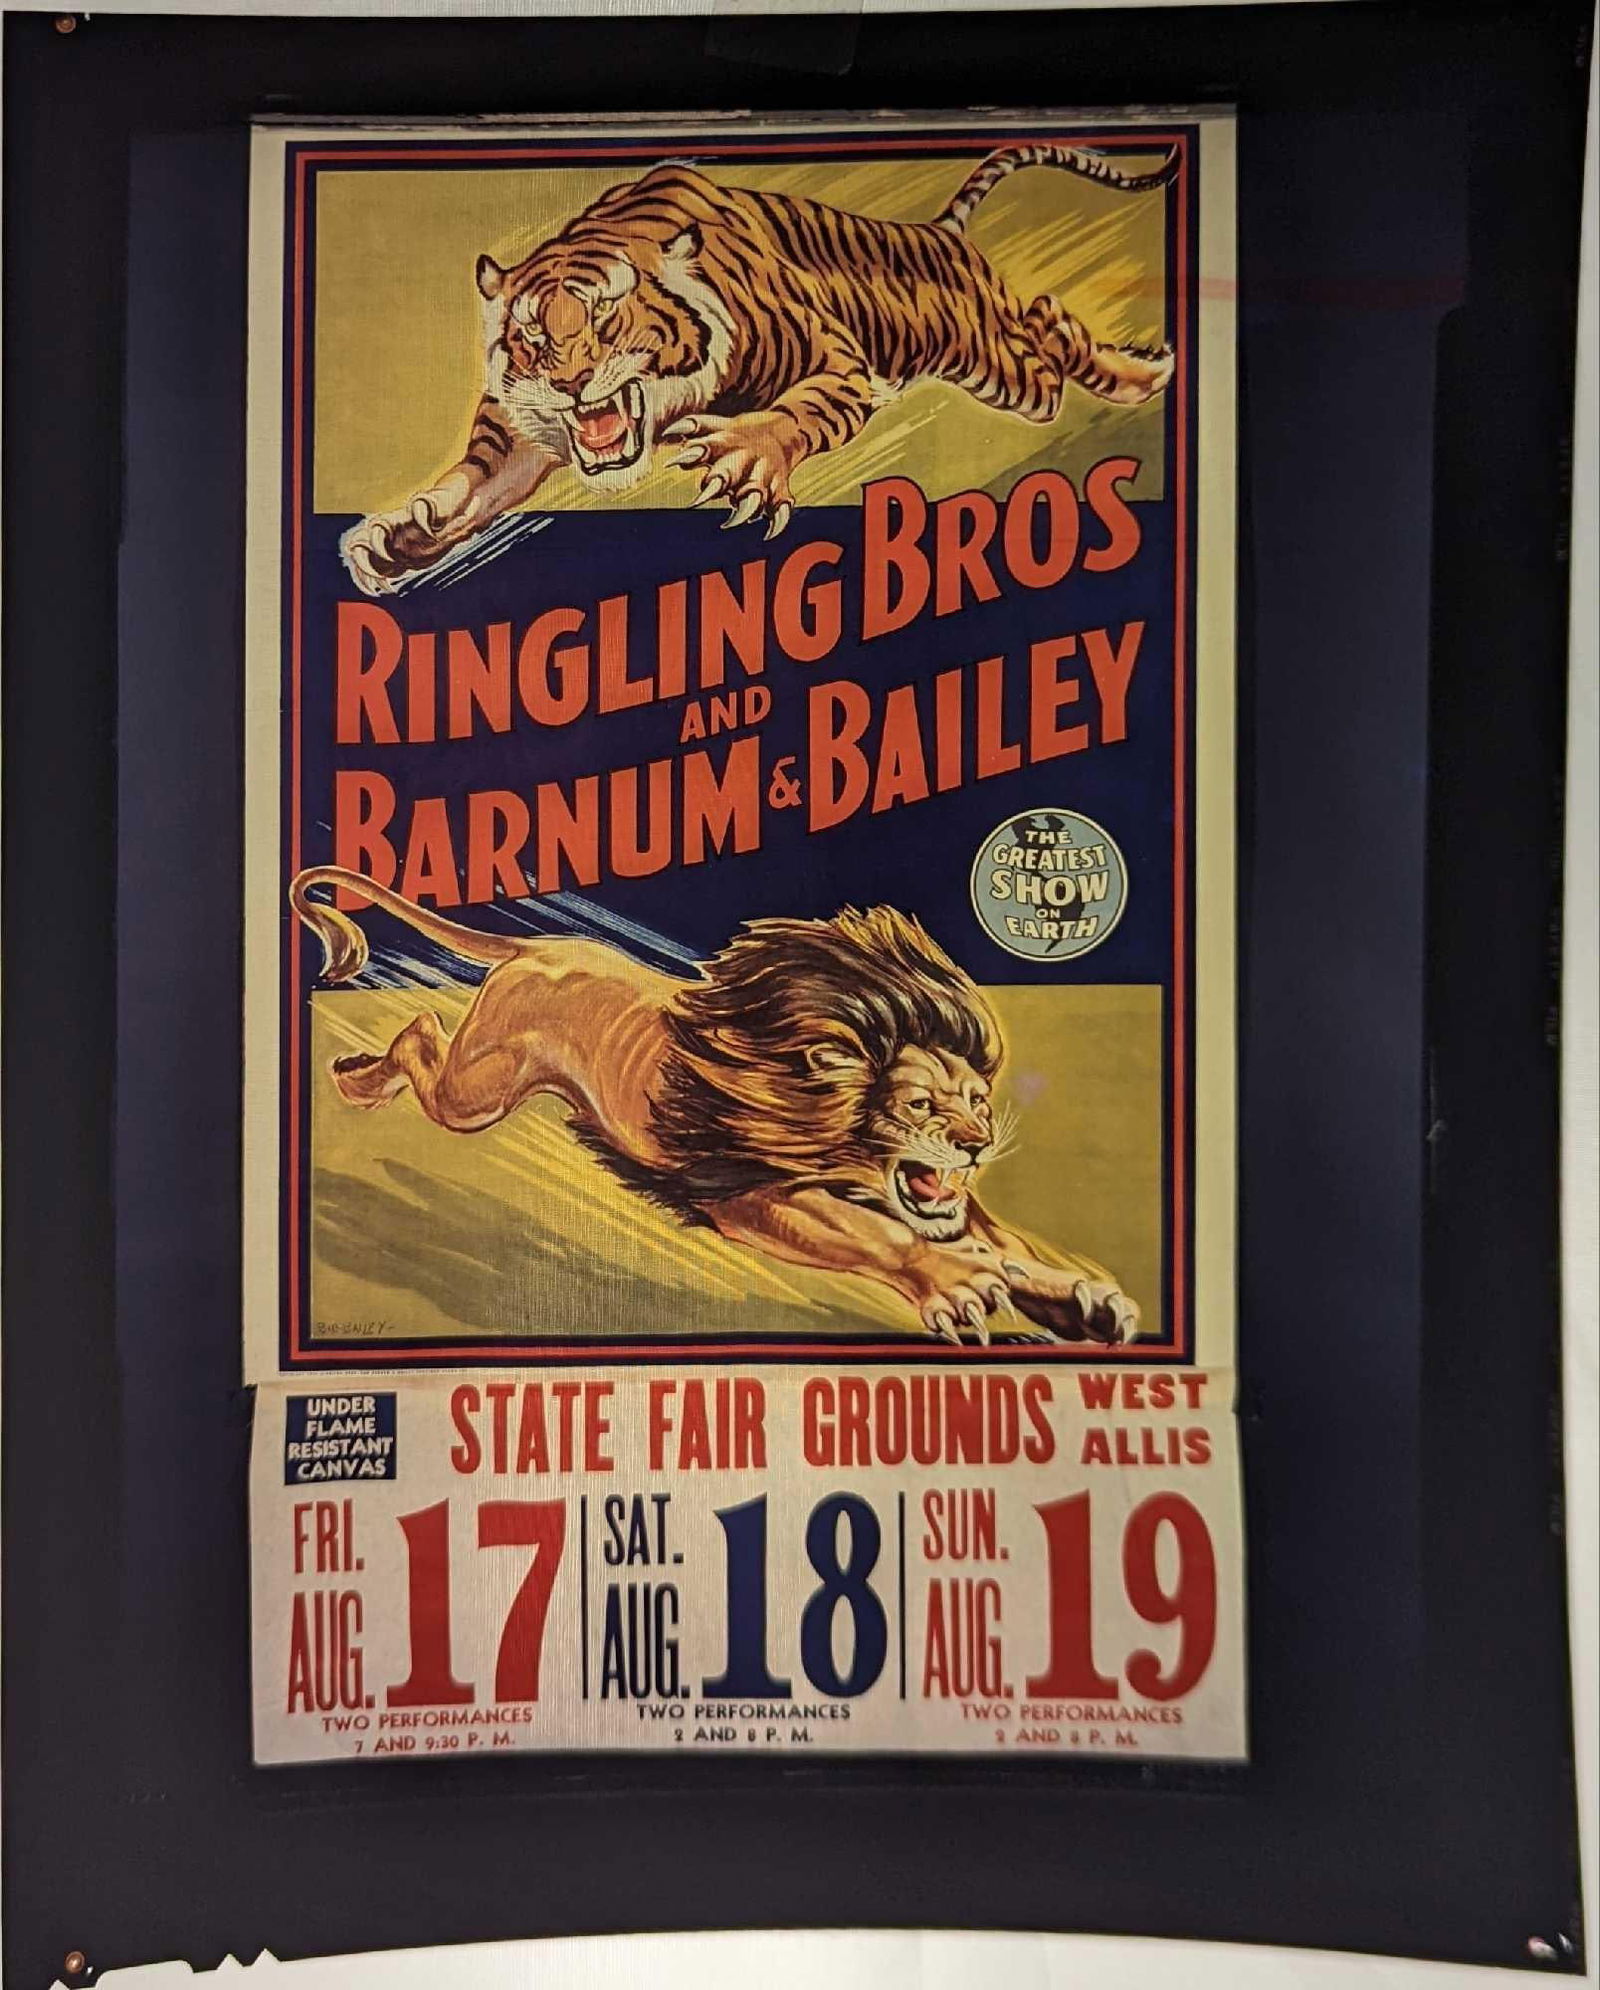 RINGLING BROS
AND
BARNUM & BAILEY
THE
GREATEST
SHOW
ON
EARTH
UNDER
FLAME
RESISTANT
CANVAS
STATE FAIR GROUNDS WEST
ALLIS
FRI.
AUG. 17
TWO PERFORMANCES
7 AND 9:30 P. M.
SAT.
AUG. 18
TWO PERFORMANCES
2 AND 8 P. M.
SUN.
AUG. 19
TWO PERFORMANCES
2 AND 8 P. M.